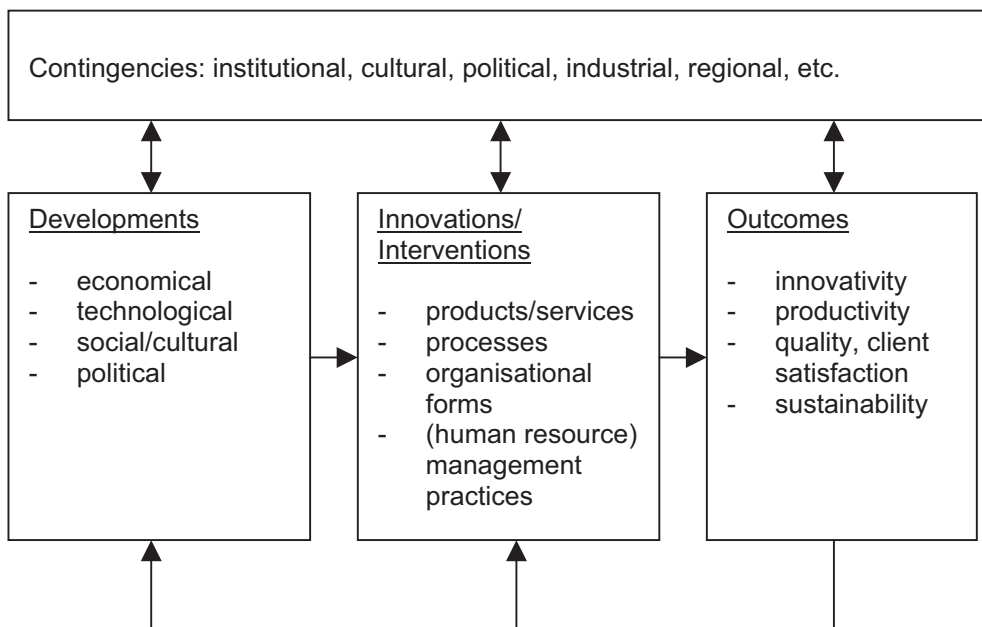 Contingencies: institutional, cultural, political, industrial, regional, etc.
Developments
- economical
- technological
- social/cultural
- political
Innovations/
Interventions
- products/services
- processes
- organisational
forms
- (human resource)
management
practices
Outcomes
- innovativity
- productivity
- quality, client
satisfaction
- sustainability